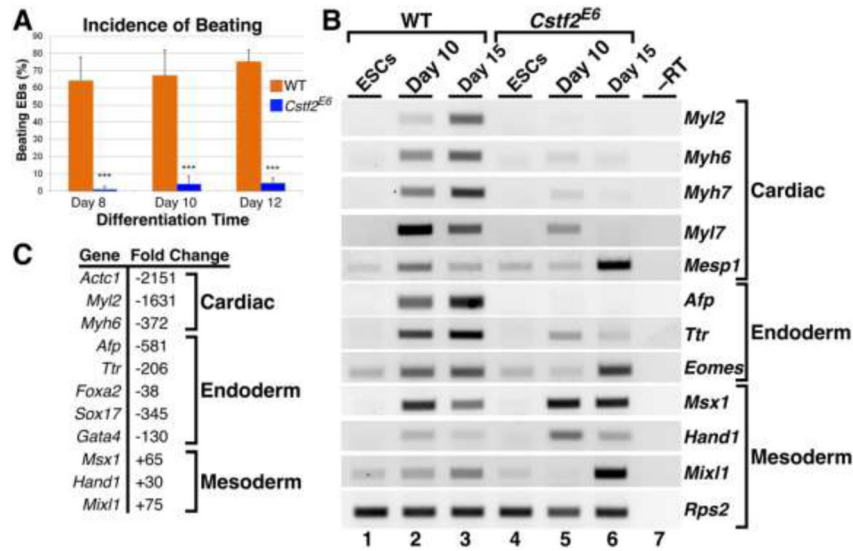 A
Incidence of Beating
90
80
70
60
50
40
30
20
10
0
Beating EBs (%)
WT
Cstf2E6
***
***
***
Day 8 Day 10 Day 12
Differentiation Time
C
Gene Fold Change
Actc1 -2151
Myl2 -1631
Myh6 -372
Cardiac
Afp -581
Ttr -206
Foxa2 -38
Sox17 -345
Gata4 -130
Endoderm
Msx1 +65
Hand1 +30
Mixl1 +75
Mesoderm
B
WT Cstf2E6
ESCs Day 10 Day 15 ESCs Day 10 Day 15 –RT
Myl2
Myh6
Myh7
Myl7
Mesp1
Cardiac
Afp
Ttr
Eomes
Endoderm
Msx1
Hand1
Mixl1
Rps2
Mesoderm
1 2 3 4 5 6 7